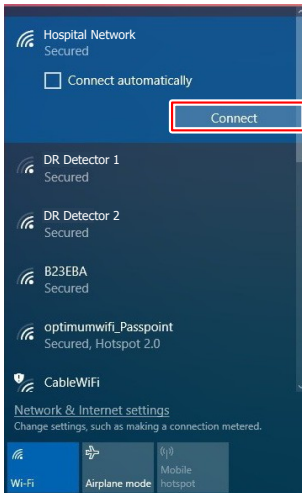 Hospital Network
Secured
Connect automatically
Connect
DR Detector 1
Secured
DR Detector 2
Secured
B23EBA
Secured
optimumwifi_Passpoint
Secured, Hotspot 2.0
CableWiFi
Network & Internet settings
Change settings, such as making a connection metered.
Wi-Fi
Airplane mode
Mobile
hotspot